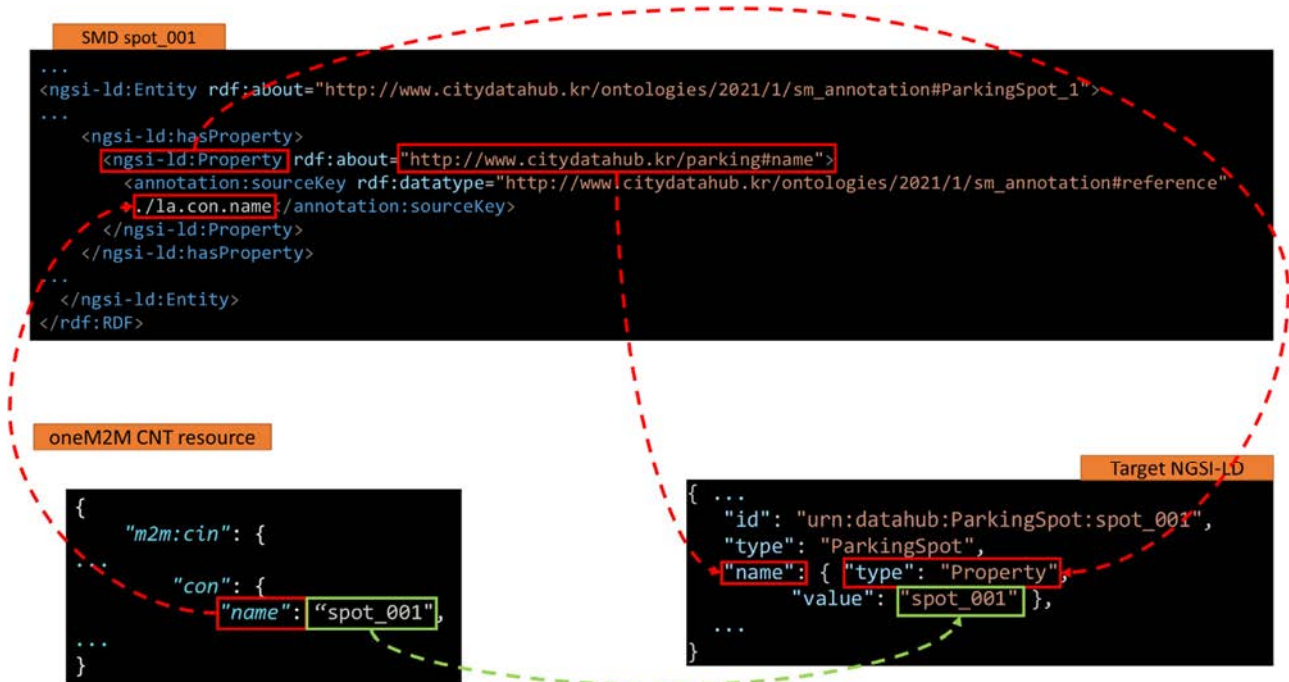 SMD spot_001
...
<ngsi-ld:Entity rdf:about="http://www.citydatahub.kr/ontologies/2021/1/sm_annotation#ParkingSpot_1">
...
<ngsi-ld:hasProperty>
<ngsi-ld:Property rdf:about="http://www.citydatahub.kr/parking#name">
<annotation:sourceKey rdf:datatype="http://www.citydatahub.kr/ontologies/2021/1/sm_annotation#reference"
./la.con.name</annotation:sourceKey>
</ngsi-ld:Property>
</ngsi-ld:hasProperty>
...
</ngsi-ld:Entity>
</rdf:RDF>
oneM2M CNT resource
{
"m2m:cin": {
...
"con": {
"name": “spot_001",
...
}
Target NGSI-LD
{ ...
"id": "urn:datahub:ParkingSpot:spot_001",
"type": "ParkingSpot",
"name": { "type": "Property",
"value": "spot_001" },
...
}